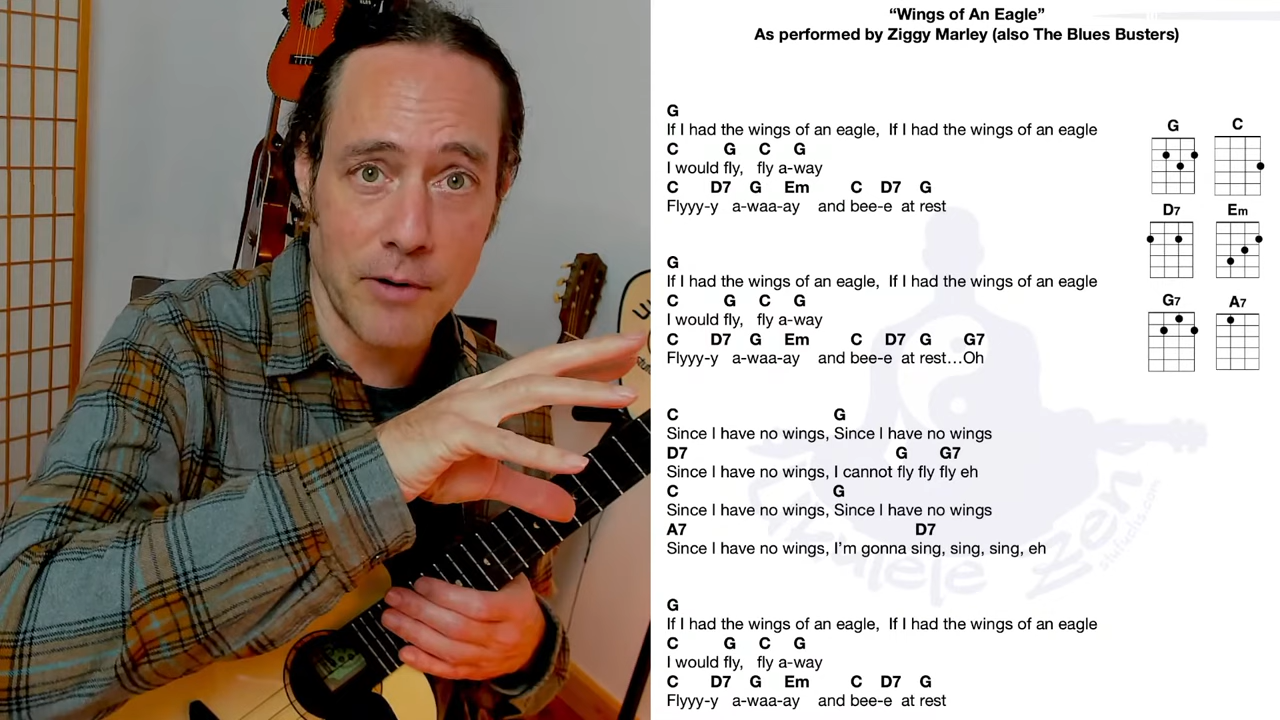 “Wings of An Eagle”
As performed by Ziggy Marley (also The Blues Busters)
G
If I had the wings of an eagle,  If I had the wings of an eagle
C G C G
I would fly,   fly a-way
C D7 G Em C D7 G
Flyyy-y   a-waa-ay    and bee-e  at rest
G
If I had the wings of an eagle,  If I had the wings of an eagle
C G C G
I would fly,   fly a-way
C D7 G Em C D7 G G7
Flyyy-y   a-waa-ay    and bee-e  at rest…Oh
C G
Since I have no wings, Since I have no wings
D7 G G7
Since I have no wings, I cannot fly fly fly eh
C G
Since I have no wings, Since I have no wings
A7 D7
Since I have no wings, I’m gonna sing, sing, sing, eh
G
If I had the wings of an eagle,  If I had the wings of an eagle
C G C G
I would fly,   fly a-way
C D7 G Em C D7 G
Flyyy-y   a-waa-ay    and bee-e  at rest
G C
D7 Em
G7 A7
Ukulele Zen
stufuchs.com